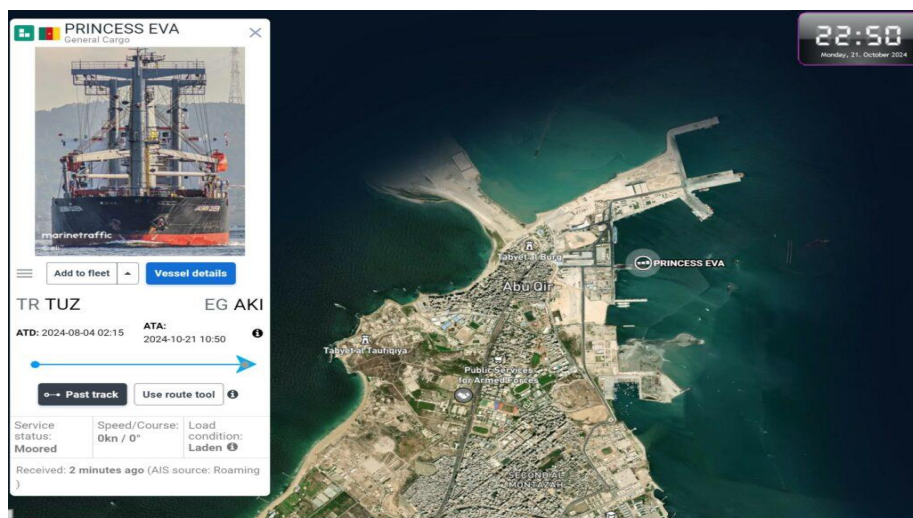 PRINCESS EVA
General Cargo
marinetraffic
Add to fleet
Vessel details
TR TUZ
EG AKI
ATD: 2024-08-04 02:15
ATA:
2024-10-21 10:50
Past track
Use route tool
Service
status:
Moored
Speed/Course:
0kn / 0°
Load
condition:
Laden
Received: 2 minutes ago (AIS source: Roaming
)
22:50
Monday, 21. October 2024
Tabyet al Burg
PRINCESS EVA
Abu Qir
Tabyet al Taufiqiya
Public Services
for Armed Forces
SECOND AL
MONTAZAH